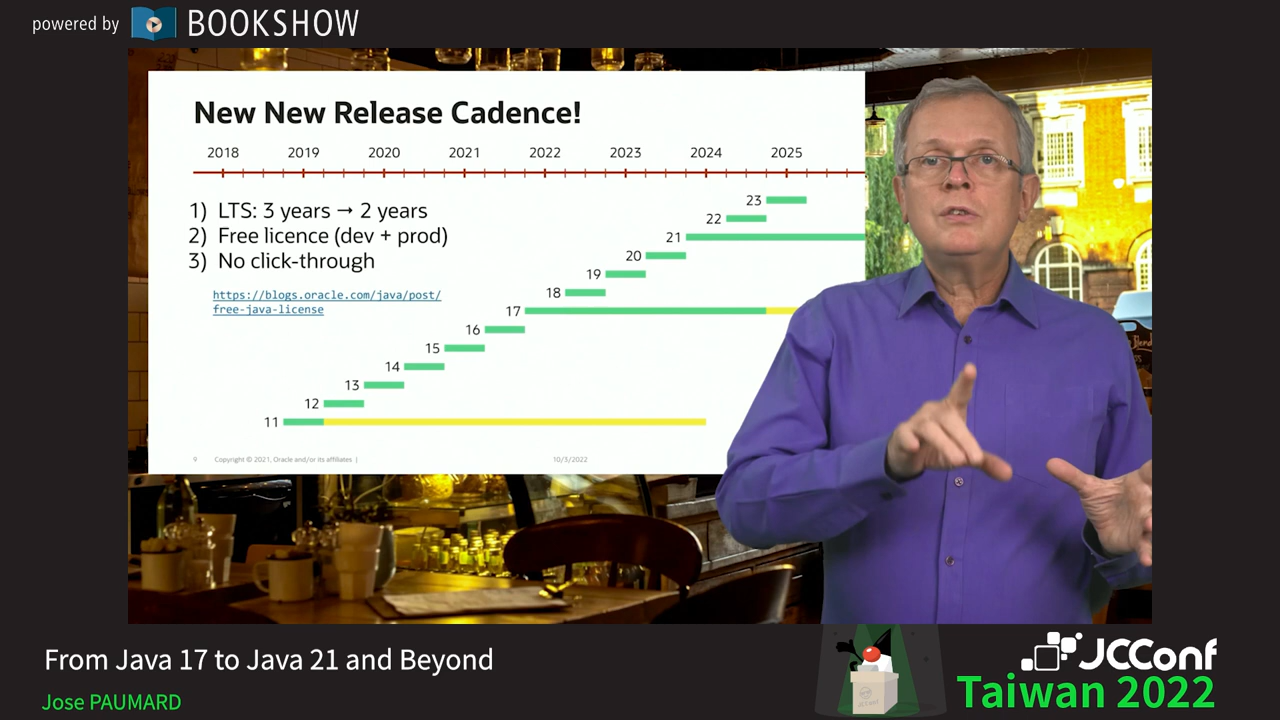 powered by
BOOKSHOW
New New Release Cadence!
2018 2019 2020 2021 2022 2023 2024 2025
1) LTS: 3 years → 2 years
2) Free licence (dev + prod)
3) No click-through
https://blogs.oracle.com/java/post/
free-java-license
23
22
21
20
19
18
17
16
15
14
13
12
11
9 Copyright © 2021, Oracle and/or its affiliates | 10/3/2022
From Java 17 to Java 21 and Beyond
Jose PAUMARD
JCConf
Taiwan 2022